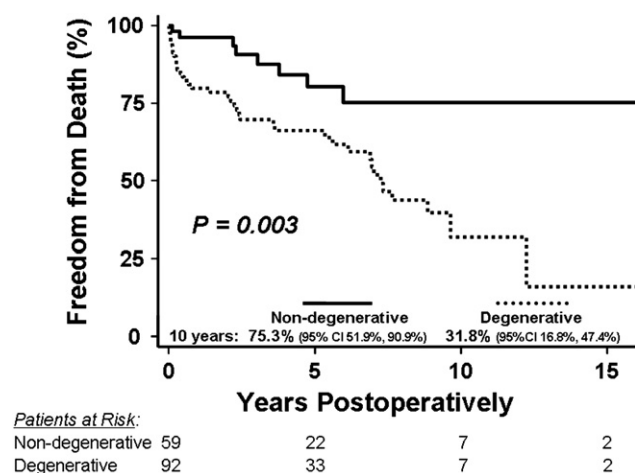 Freedom from Death (%)
100
75
50
25
0
P = 0.003
Non-degenerative Degenerative
10 years: 75.3% (95% CI 51.9%, 90.9%) 31.8% (95%CI 16.8%, 47.4%)
0 5 10 15
Years Postoperatively
Patients at Risk:
Non-degenerative 59 22 7 2
Degenerative 92 33 7 2